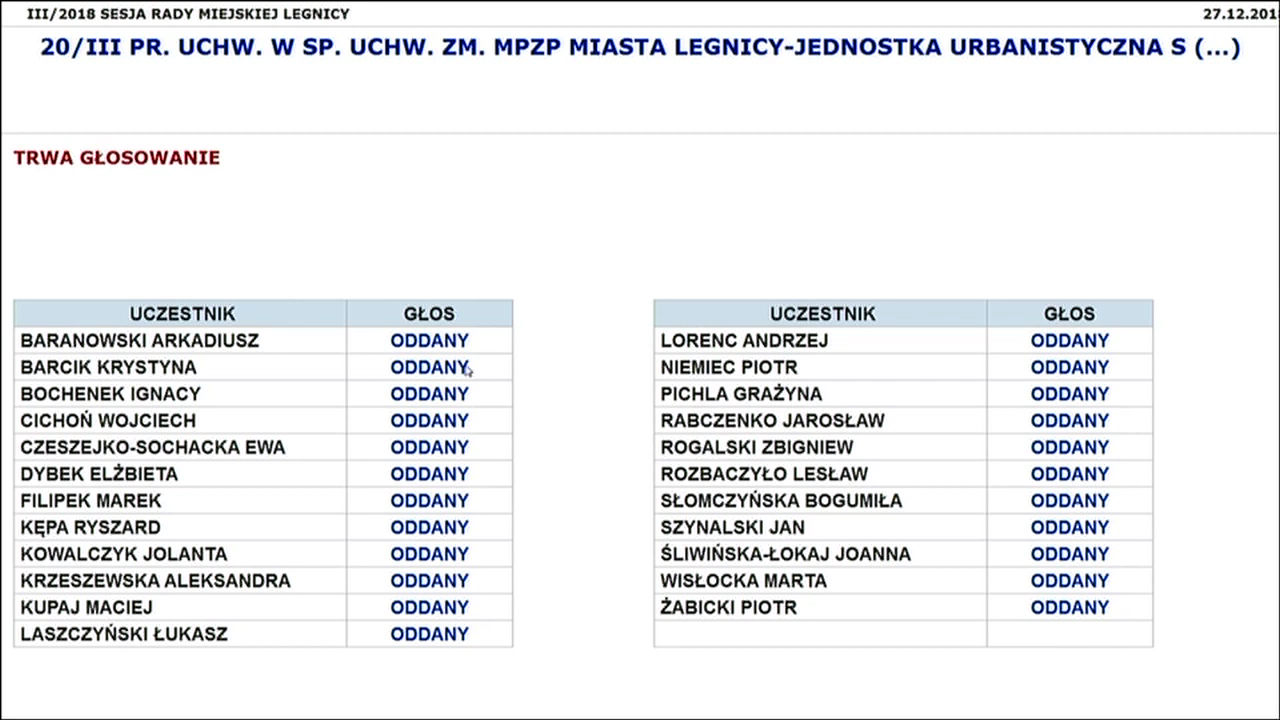 III/2018 SESJA RADY MIEJSKIEJ LEGNICY
27.12.201
20/III PR. UCHW. W SP. UCHW. ZM. MPZP MIASTA LEGNICY-JEDNOSTKA URBANISTYCZNA S (...)
TRWA GŁOSOWANIE
UCZESTNIK GŁOS
BARANOWSKI ARKADIUSZ ODDANY
BARCIK KRYSTYNA ODDANY
BOCHENEK IGNACY ODDANY
CICHOŃ WOJCIECH ODDANY
CZESZEJKO-SOCHACKA EWA ODDANY
DYBEK ELŻBIETA ODDANY
FILIPEK MAREK ODDANY
KĘPA RYSZARD ODDANY
KOWALCZYK JOLANTA ODDANY
KRZESZEWSKA ALEKSANDRA ODDANY
KUPAJ MACIEJ ODDANY
LASZCZYŃSKI ŁUKASZ ODDANY
UCZESTNIK GŁOS
LORENC ANDRZEJ ODDANY
NIEMIEC PIOTR ODDANY
PICHLA GRAŻYNA ODDANY
RABCZENKO JAROSŁAW ODDANY
ROGALSKI ZBIGNIEW ODDANY
ROZBACZYŁO LESŁAW ODDANY
SŁOMCZYŃSKA BOGUMIŁA ODDANY
SZYNALSKI JAN ODDANY
ŚLIWIŃSKA-ŁOKAJ JOANNA ODDANY
WISŁOCKA MARTA ODDANY
ŻABICKI PIOTR ODDANY